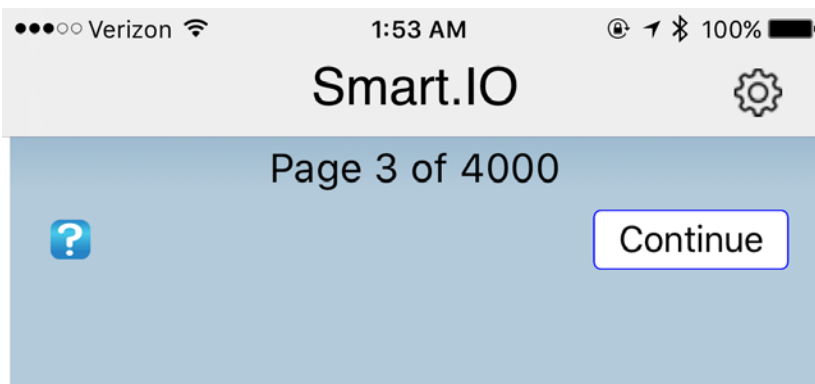 Verizon 1:53 AM 100%
Smart.IO
Page 3 of 4000
?
Continue